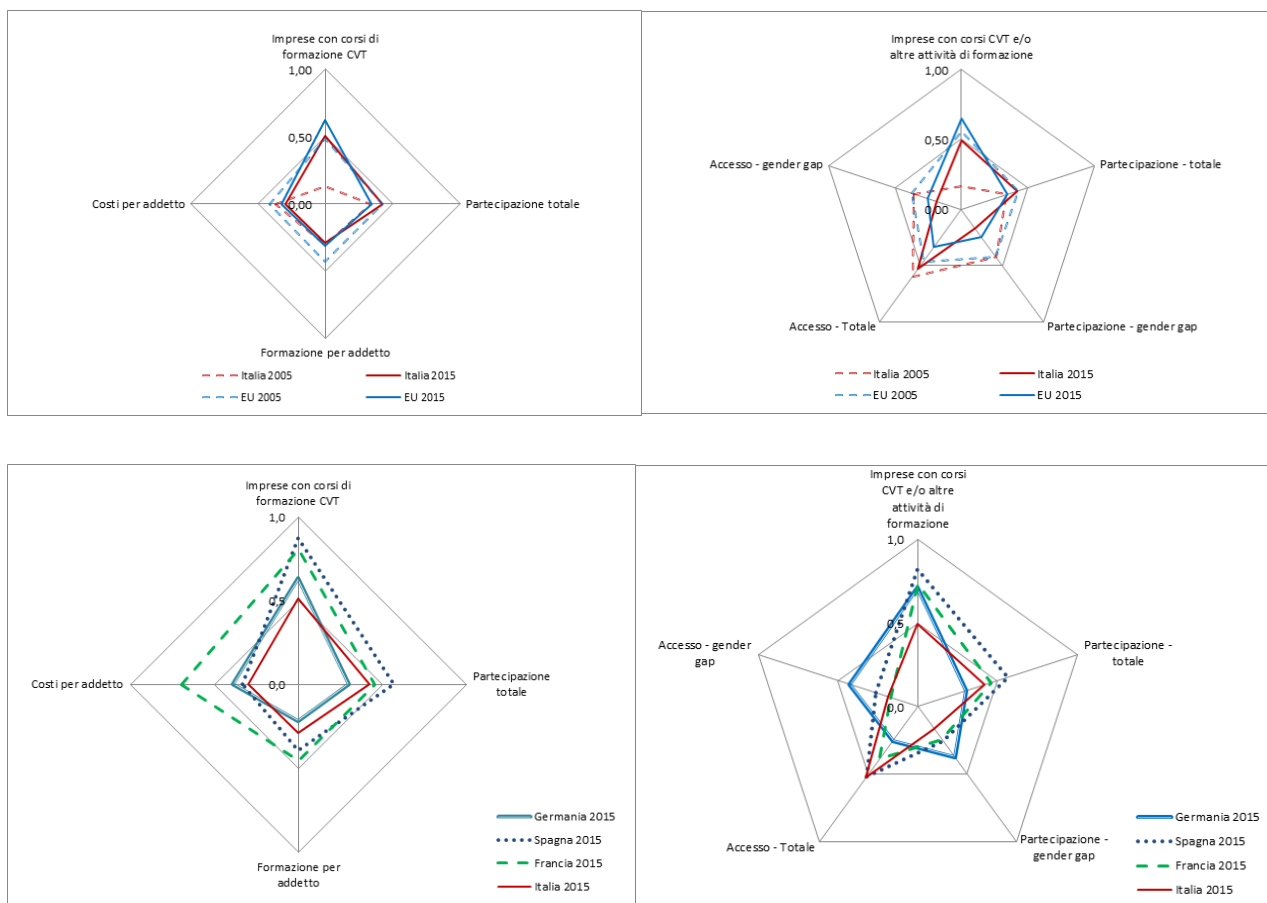 Imprese con corsi di
formazione CVT
1,00
0,50
Costi per addetto
0,00
Partecipazione totale
Formazione per addetto
Italia 2005
Italia 2015
EU 2005
EU 2015
Imprese con corsi CVT e/o
altre attività di formazione
1,00
0,50
Accesso - gender gap
Partecipazione - totale
0,00
Accesso - Totale
Partecipazione - gender gap
Italia 2005
Italia 2015
EU 2005
EU 2015
Imprese con corsi di
formazione CVT
1,0
0,5
Costi per addetto
0,0
Partecipazione
totale
Formazione per
addetto
Germania 2015
Spagna 2015
Francia 2015
Italia 2015
Imprese con corsi
CVT e/o altre
attività di
formazione
1,0
0,5
Accesso - gender
gap
Partecipazione -
totale
0,0
Accesso - Totale
Partecipazione -
gender gap
Germania 2015
Spagna 2015
Francia 2015
Italia 2015